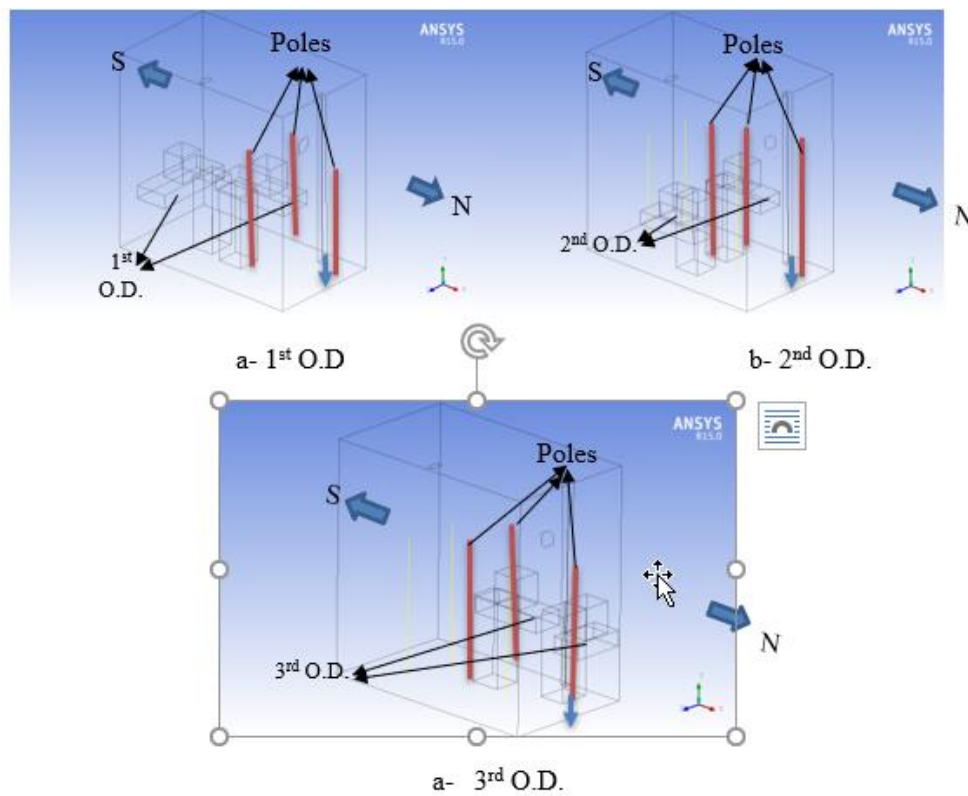 ANSYS
R15.0
Poles
S
N
1st
O.D.
a- 1st O.D
ANSYS
R15.0
Poles
S
N
2nd O.D.
b- 2nd O.D.
ANSYS
R15.0
Poles
S
N
3rd O.D.
a- 3rd O.D.